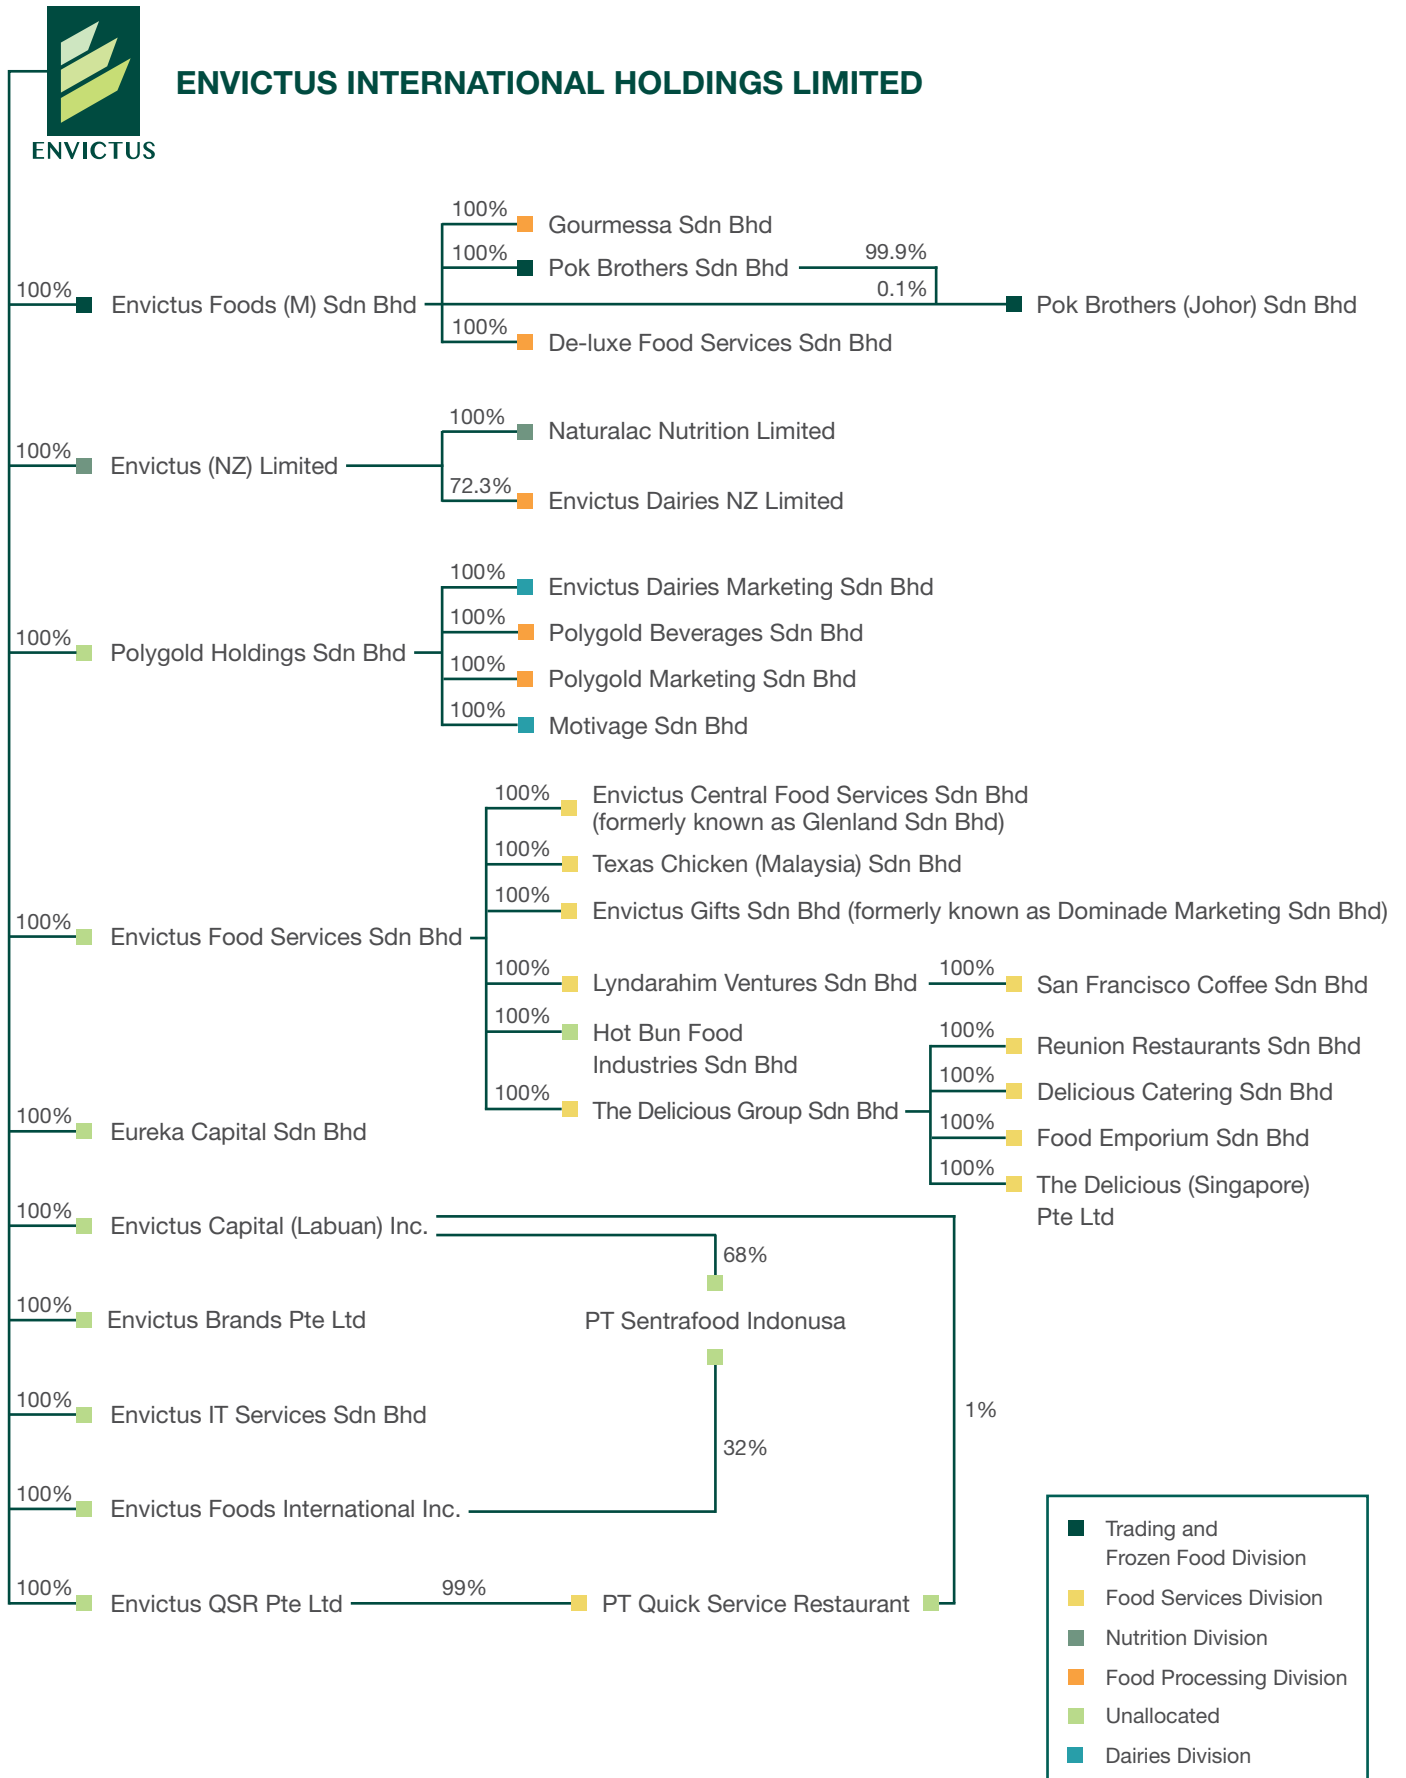 ENVICTUS
ENVICTUS INTERNATIONAL HOLDINGS LIMITED
100%
Envictus Foods (M) Sdn Bhd
100%
Gourmessa Sdn Bhd
100%
Pok Brothers Sdn Bhd
99.9%
0.1%
Pok Brothers (Johor) Sdn Bhd
100%
De-luxe Food Services Sdn Bhd
100%
Envictus (NZ) Limited
100%
Naturalac Nutrition Limited
72.3%
Envictus Dairies NZ Limited
100%
Polygold Holdings Sdn Bhd
100%
Envictus Dairies Marketing Sdn Bhd
100%
Polygold Beverages Sdn Bhd
100%
Polygold Marketing Sdn Bhd
100%
Motivage Sdn Bhd
100%
Envictus Food Services Sdn Bhd
100%
Envictus Central Food Services Sdn Bhd
(formerly known as Glenland Sdn Bhd)
100%
Texas Chicken (Malaysia) Sdn Bhd
100%
Envictus Gifts Sdn Bhd (formerly known as Dominade Marketing Sdn Bhd)
100%
Lyndarahim Ventures Sdn Bhd
100%
San Francisco Coffee Sdn Bhd
100%
Hot Bun Food
Industries Sdn Bhd
100%
The Delicious Group Sdn Bhd
100%
Reunion Restaurants Sdn Bhd
100%
Delicious Catering Sdn Bhd
100%
Food Emporium Sdn Bhd
100%
The Delicious (Singapore)
Pte Ltd
100%
Eureka Capital Sdn Bhd
100%
Envictus Capital (Labuan) Inc.
68%
PT Sentrafood Indonusa
32%
1%
100%
Envictus Brands Pte Ltd
100%
Envictus IT Services Sdn Bhd
100%
Envictus Foods International Inc.
100%
Envictus QSR Pte Ltd
99%
PT Quick Service Restaurant
Trading and
Frozen Food Division
Food Services Division
Nutrition Division
Food Processing Division
Unallocated
Dairies Division